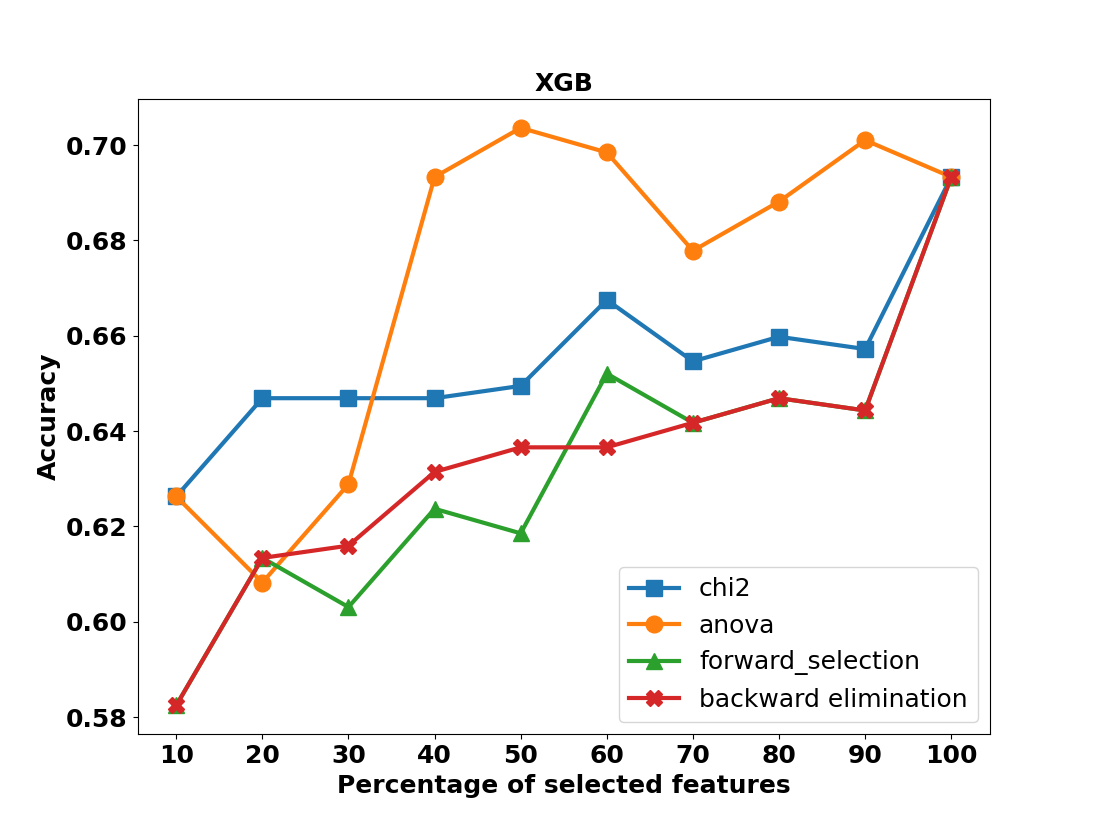 XGB
Accuracy
0.70
0.68
0.66
0.64
0.62
0.60
0.58
chi2
anova
forward_selection
backward elimination
10 20 30 40 50 60 70 80 90 100
Percentage of selected features